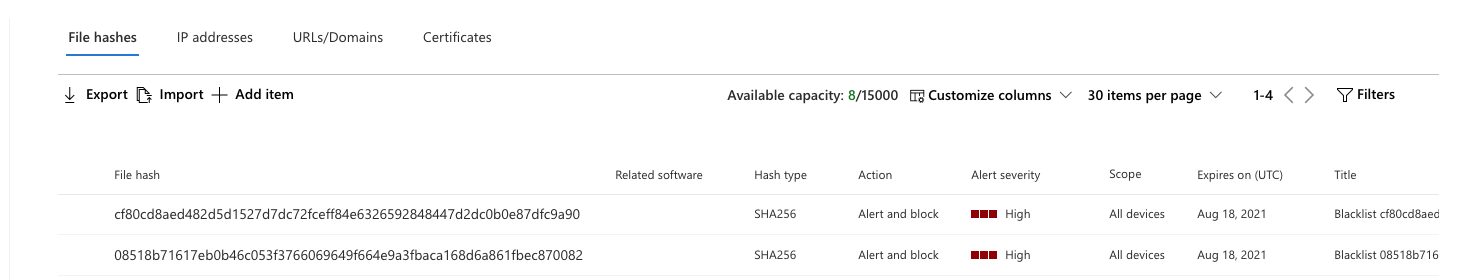 File hashes IP addresses URLs/Domains Certificates
Export Import Add item Available capacity: 8/15000 Customize columns 30 items per page 1-4 Filters
File hash Related software Hash type Action Alert severity Scope Expires on (UTC) Title
cf80cd8aed482d5d1527d7dc72fceff84e6326592848447d2dc0b0e87dfc9a90 SHA256 Alert and block High All devices Aug 18, 2021 Blacklist cf80cd8aed
08518b71617eb0b46c053f3766069649f664e9a3fbaca168d6a861fbec870082 SHA256 Alert and block High All devices Aug 18, 2021 Blacklist 08518b716